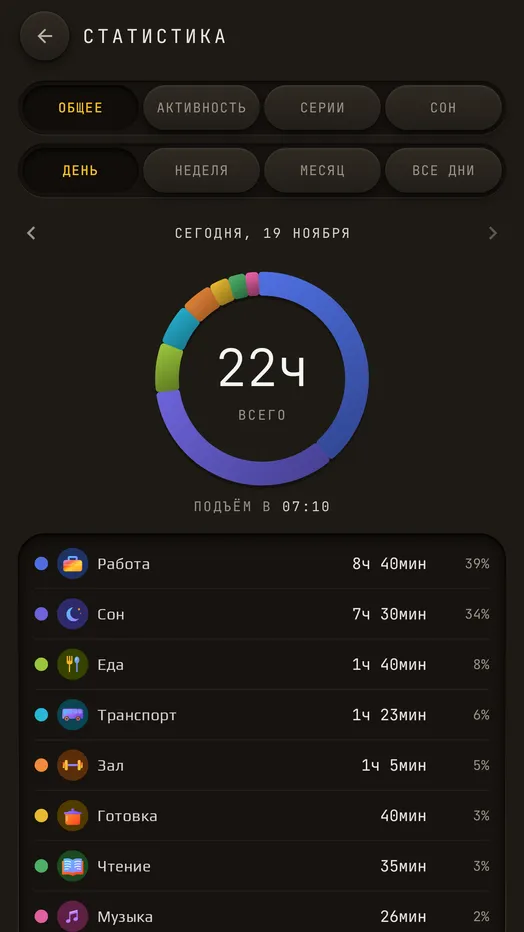 СТАТИСТИКА
ОБЩЕЕ АКТИВНОСТЬ СЕРИИ СОН
ДЕНЬ НЕДЕЛЯ МЕСЯЦ ВСЕ ДНИ
СЕГОДНЯ, 19 НОЯБРЯ
22ч
ВСЕГО
ПОДЪЁМ В 07:10
Работа 8ч 40мин 39%
Сон 7ч 30мин 34%
Еда 1ч 40мин 8%
Транспорт 1ч 23мин 6%
Зал 1ч 5мин 5%
Готовка 40мин 3%
Чтение 35мин 3%
Музыка 26мин 2%